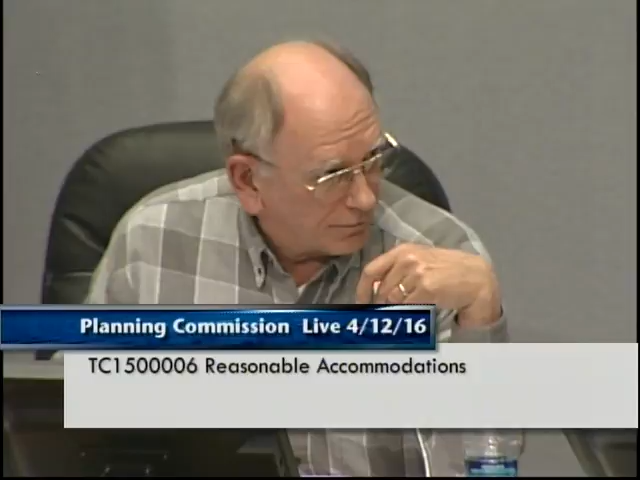 Planning Commission Live 4/12/16
TC1500006 Reasonable Accommodations